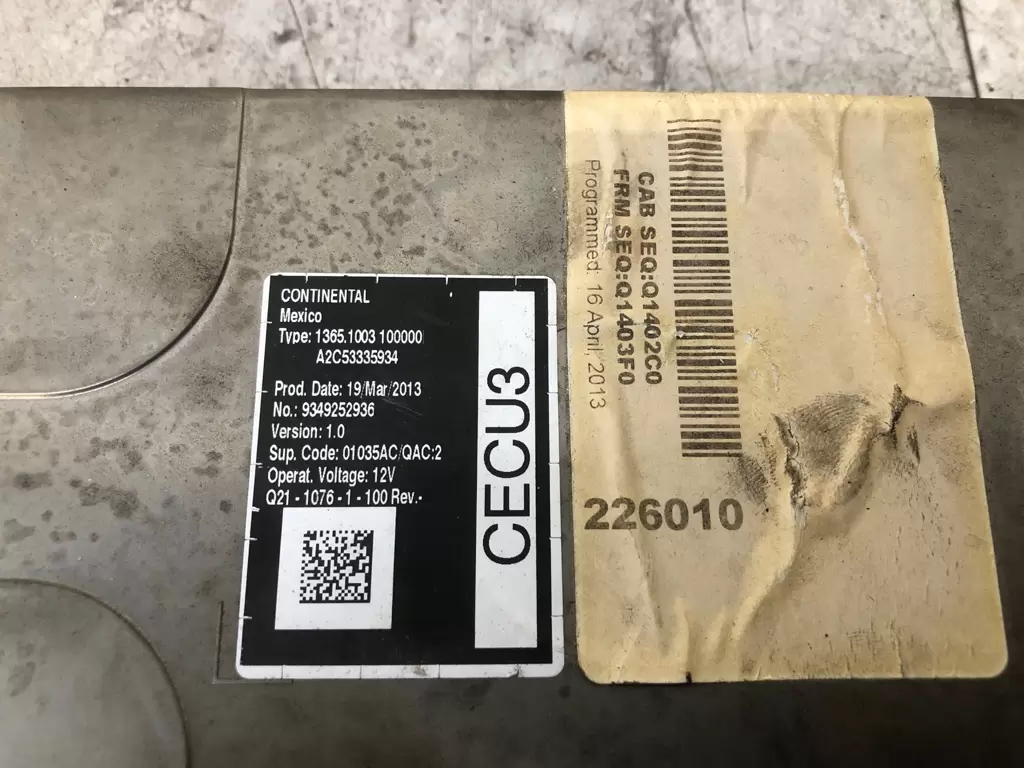 CONTINENTAL
Mexico
Type: 1365.1003 100000
A2C53335934
Prod. Date: 19/Mar/2013
No.: 9349252936
Version: 1.0
Sup. Code: 01035AC/QAC:2
Operat. Voltage: 12V
Q21 - 1076 - 1 - 100 Rev.-
CECU3
CAB SEQ:Q1402C0
FRM SEQ:Q1403F0
Programmed: 16 April, 2013
226010